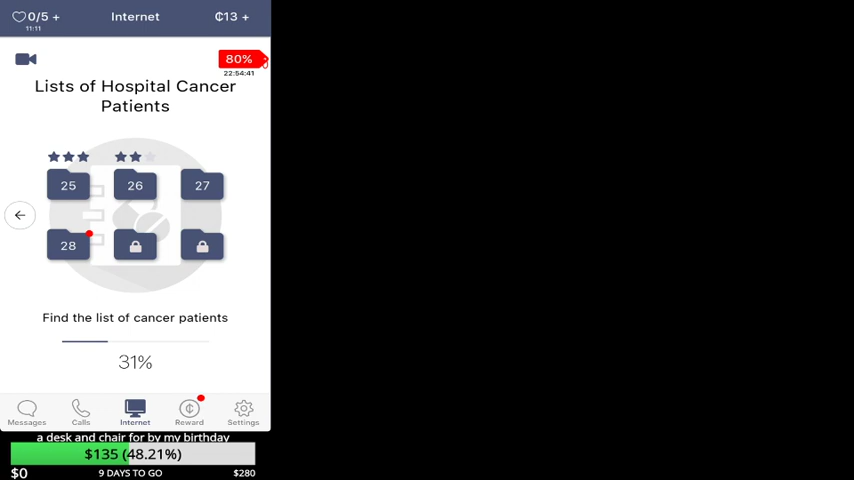 0/5 + Internet ₵13 +
11:11
80%
22:54:41
Lists of Hospital Cancer
Patients
25 26 27
28
Find the list of cancer patients
31%
Messages Calls Internet Reward Settings
a desk and chair for by my birthday
$135 (48.21%)
$0 9 DAYS TO GO $280